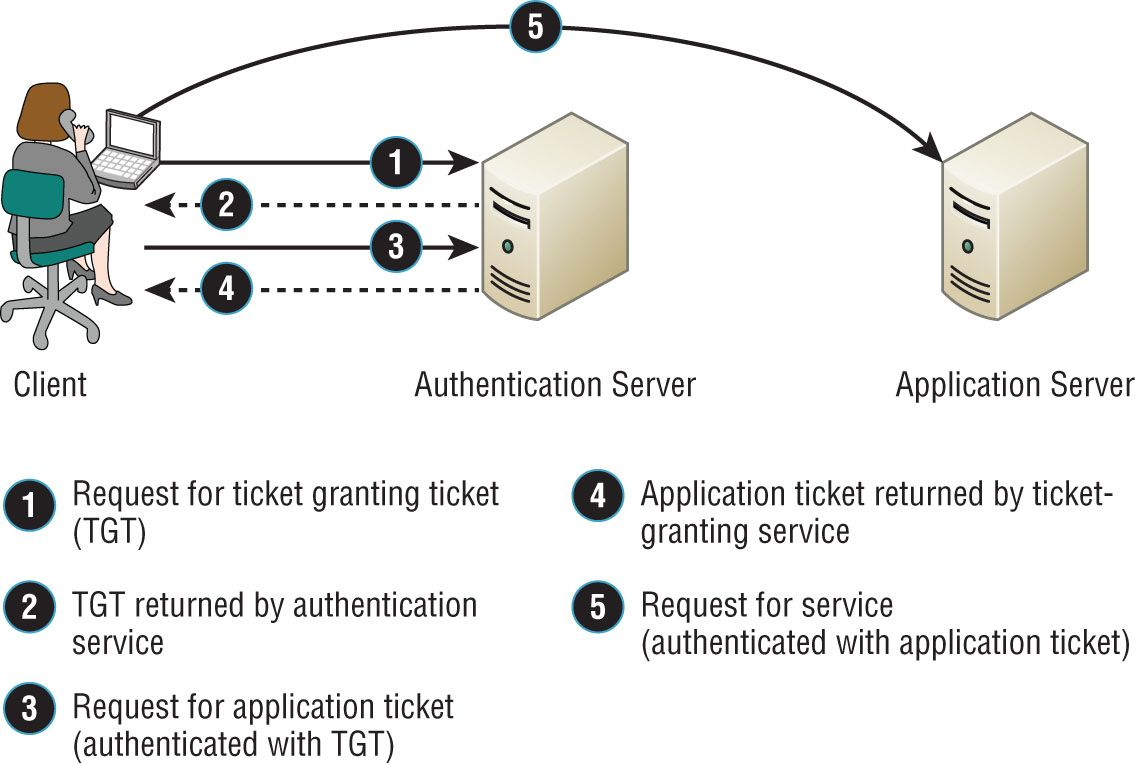 5
1
2
3
4
Client
Authentication Server
Application Server
1 Request for ticket granting ticket
(TGT)
2 TGT returned by authentication
service
3 Request for application ticket
(authenticated with TGT)
4 Application ticket returned by ticket-
granting service
5 Request for service
(authenticated with application ticket)